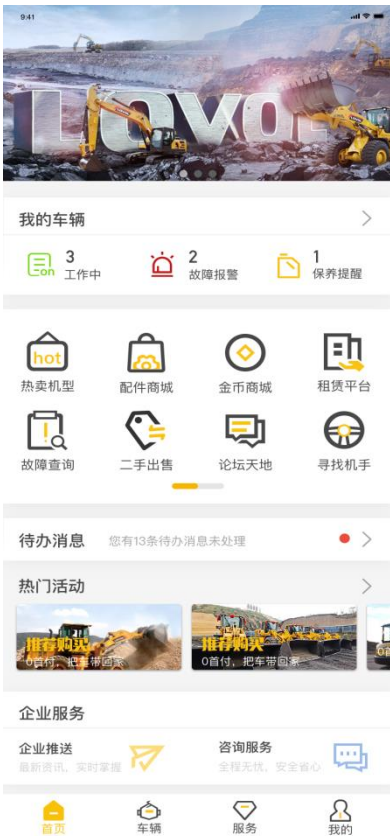 9:41
LOVOL
我的车辆
3
工作中
2
故障报警
1
保养提醒
on
hot
热卖机型
配件商城
金币商城
租赁平台
故障查询
二手出售
论坛天地
寻找机手
待办消息 您有13条待办消息未处理
热门活动
推荐购买
0首付，把车带回家
推荐购买
0首付，把车带回家
企业服务
企业推送
最新资讯，实时掌握
咨询服务
全程无忧，安全省心
首页
车辆
服务
我的